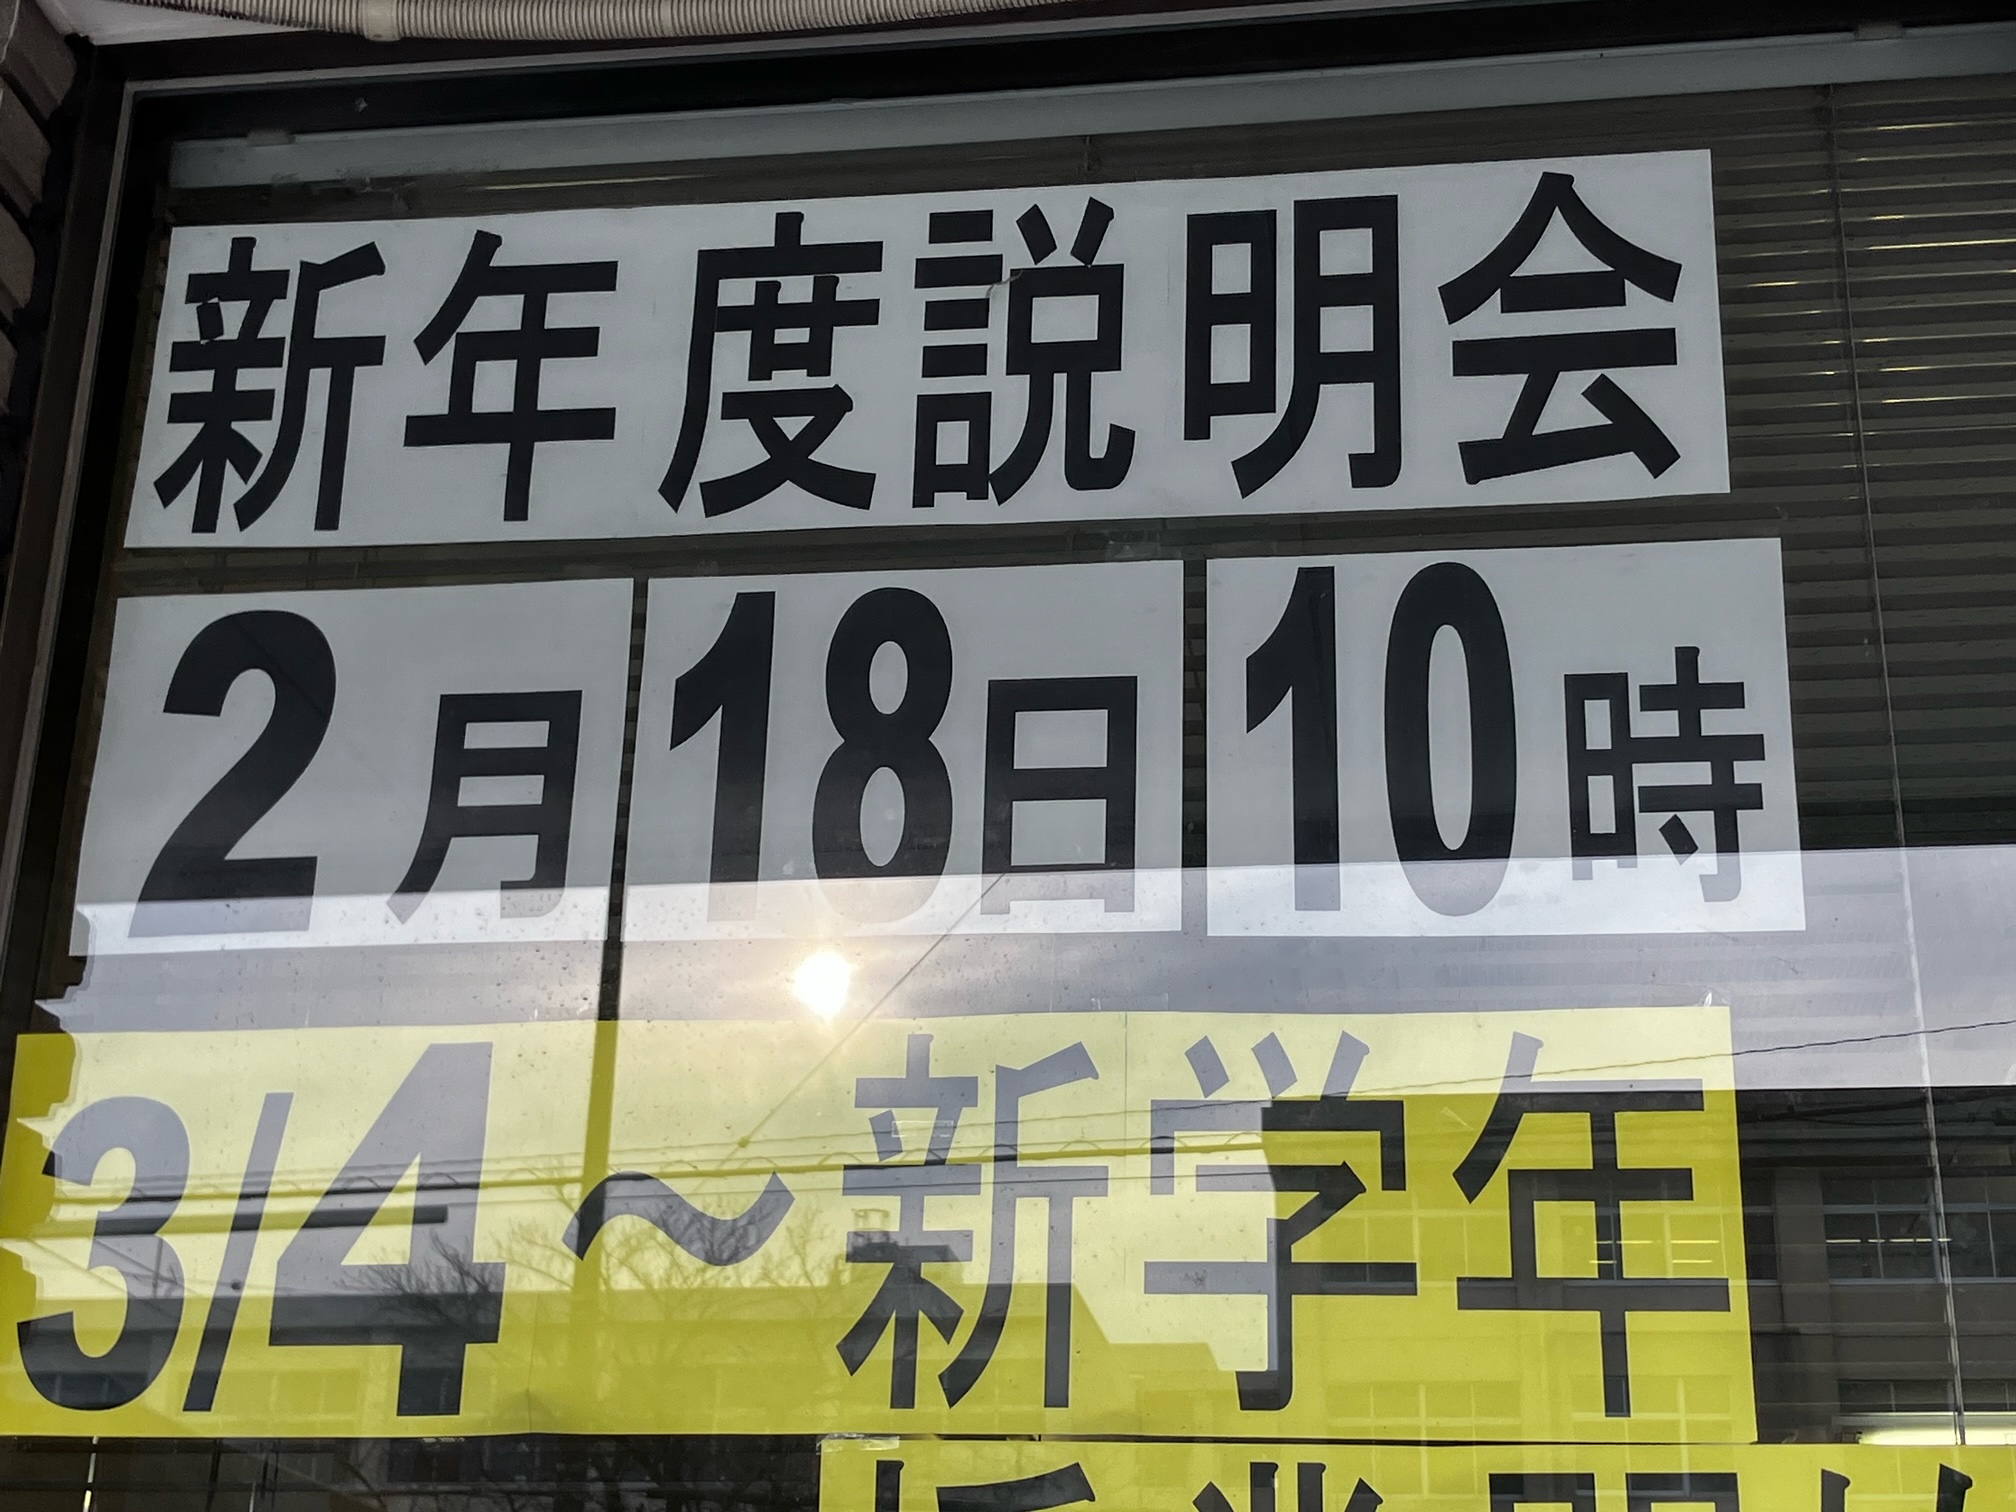 新年度説明会
2月 18日 10時
3/4～新学年